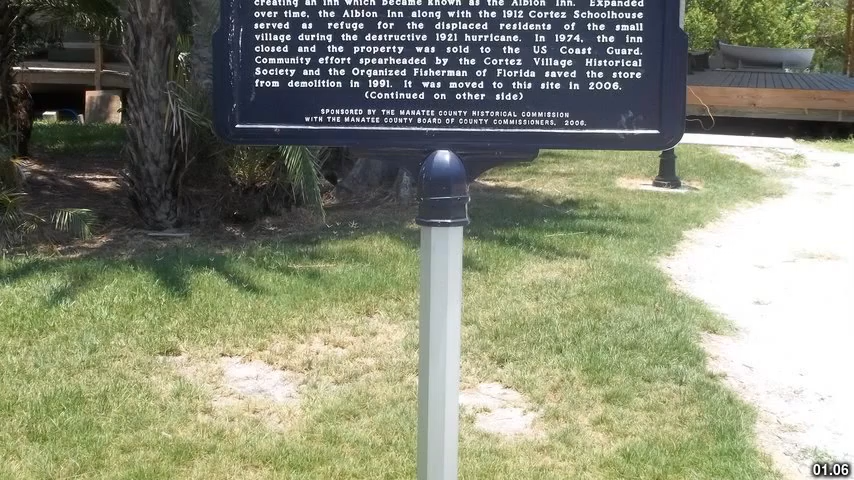 creating an inn which became known as the Albion Inn. Expanded
over time, the Albion Inn along with the 1912 Cortez Schoolhouse
served as refuge for the displaced residents of the small
village during the destructive 1921 hurricane. In 1974, the inn
closed and the property was sold to the US Coast Guard.
Community effort spearheaded by the Cortez Village Historical
Society and the Organized Fisherman of Florida saved the store
from demolition in 1991. It was moved to this site in 2006.
(Continued on other side)
SPONSORED BY THE MANATEE COUNTY HISTORICAL COMMISSION
WITH THE MANATEE COUNTY BOARD OF COUNTY COMMISSIONERS, 2006.
01.06